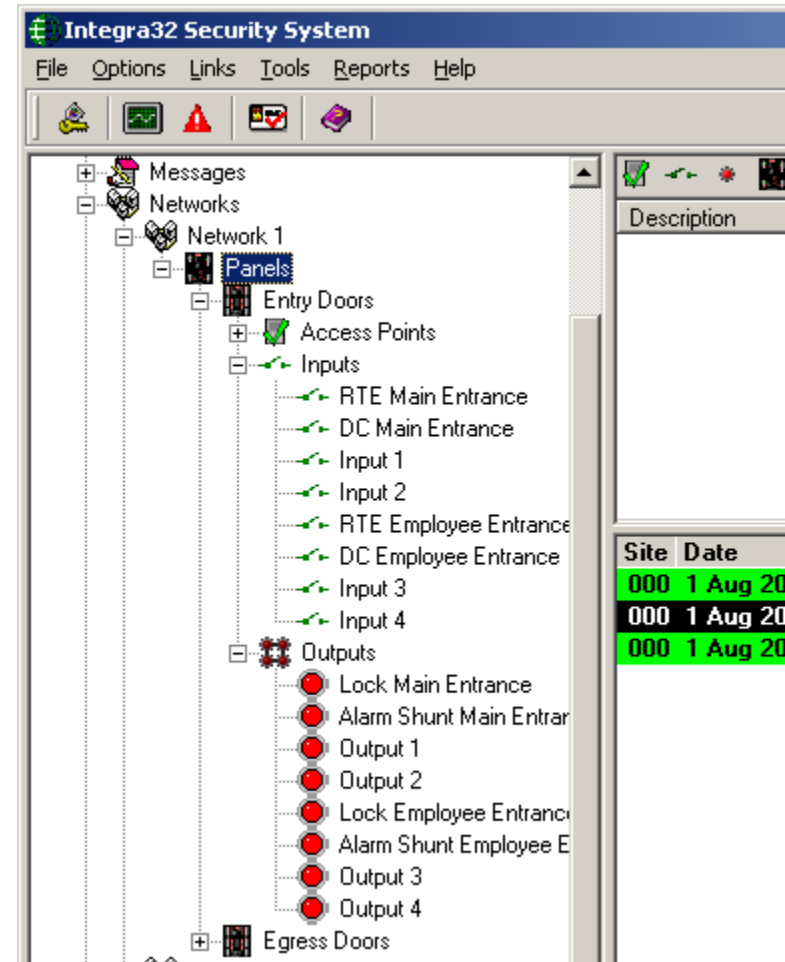 Integra32 Security System
File Options Links Tools Reports Help
Messages
Networks
Network 1
Panels
Entry Doors
Access Points
Inputs
RTE Main Entrance
DC Main Entrance
Input 1
Input 2
RTE Employee Entrance
DC Employee Entrance
Input 3
Input 4
Outputs
Lock Main Entrance
Alarm Shunt Main Entrar
Output 1
Output 2
Lock Employee Entranc
Alarm Shunt Employee E
Output 3
Output 4
Egress Doors
Description
Site Date
000 1 Aug 20
000 1 Aug 20
000 1 Aug 20